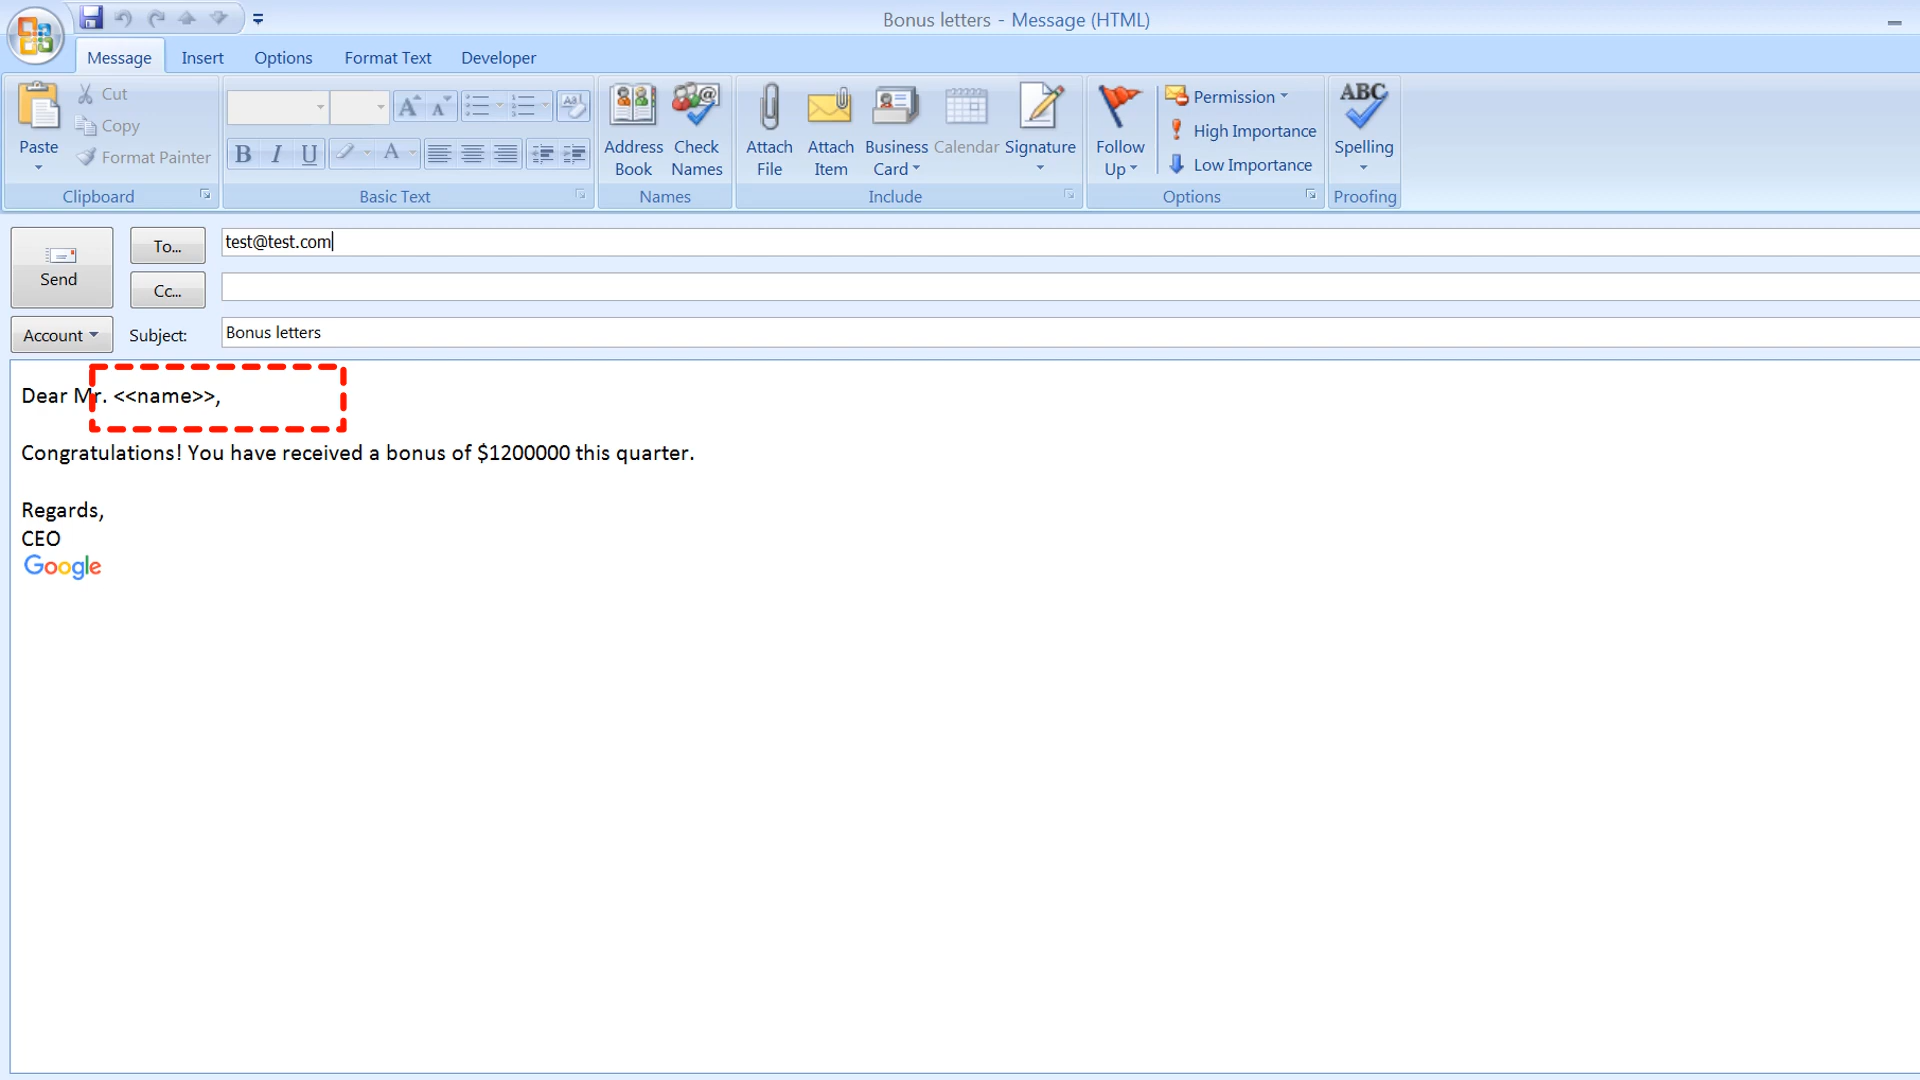 Bonus letters - Message (HTML)
Message Insert Options Format Text Developer
Paste
Cut
Copy
Format Painter
Clipboard
B I U A
Basic Text
Address Book
Check Names
Names
Attach File
Attach Item
Business Card
Calendar
Signature
Include
Follow Up
Permission
High Importance
Low Importance
Options
ABC
Spelling
Proofing
Send
To... test@test.com
Cc...
Account Subject: Bonus letters
Dear Mr. <<name>>,
Congratulations! You have received a bonus of $1200000 this quarter.
Regards,
CEO
Google